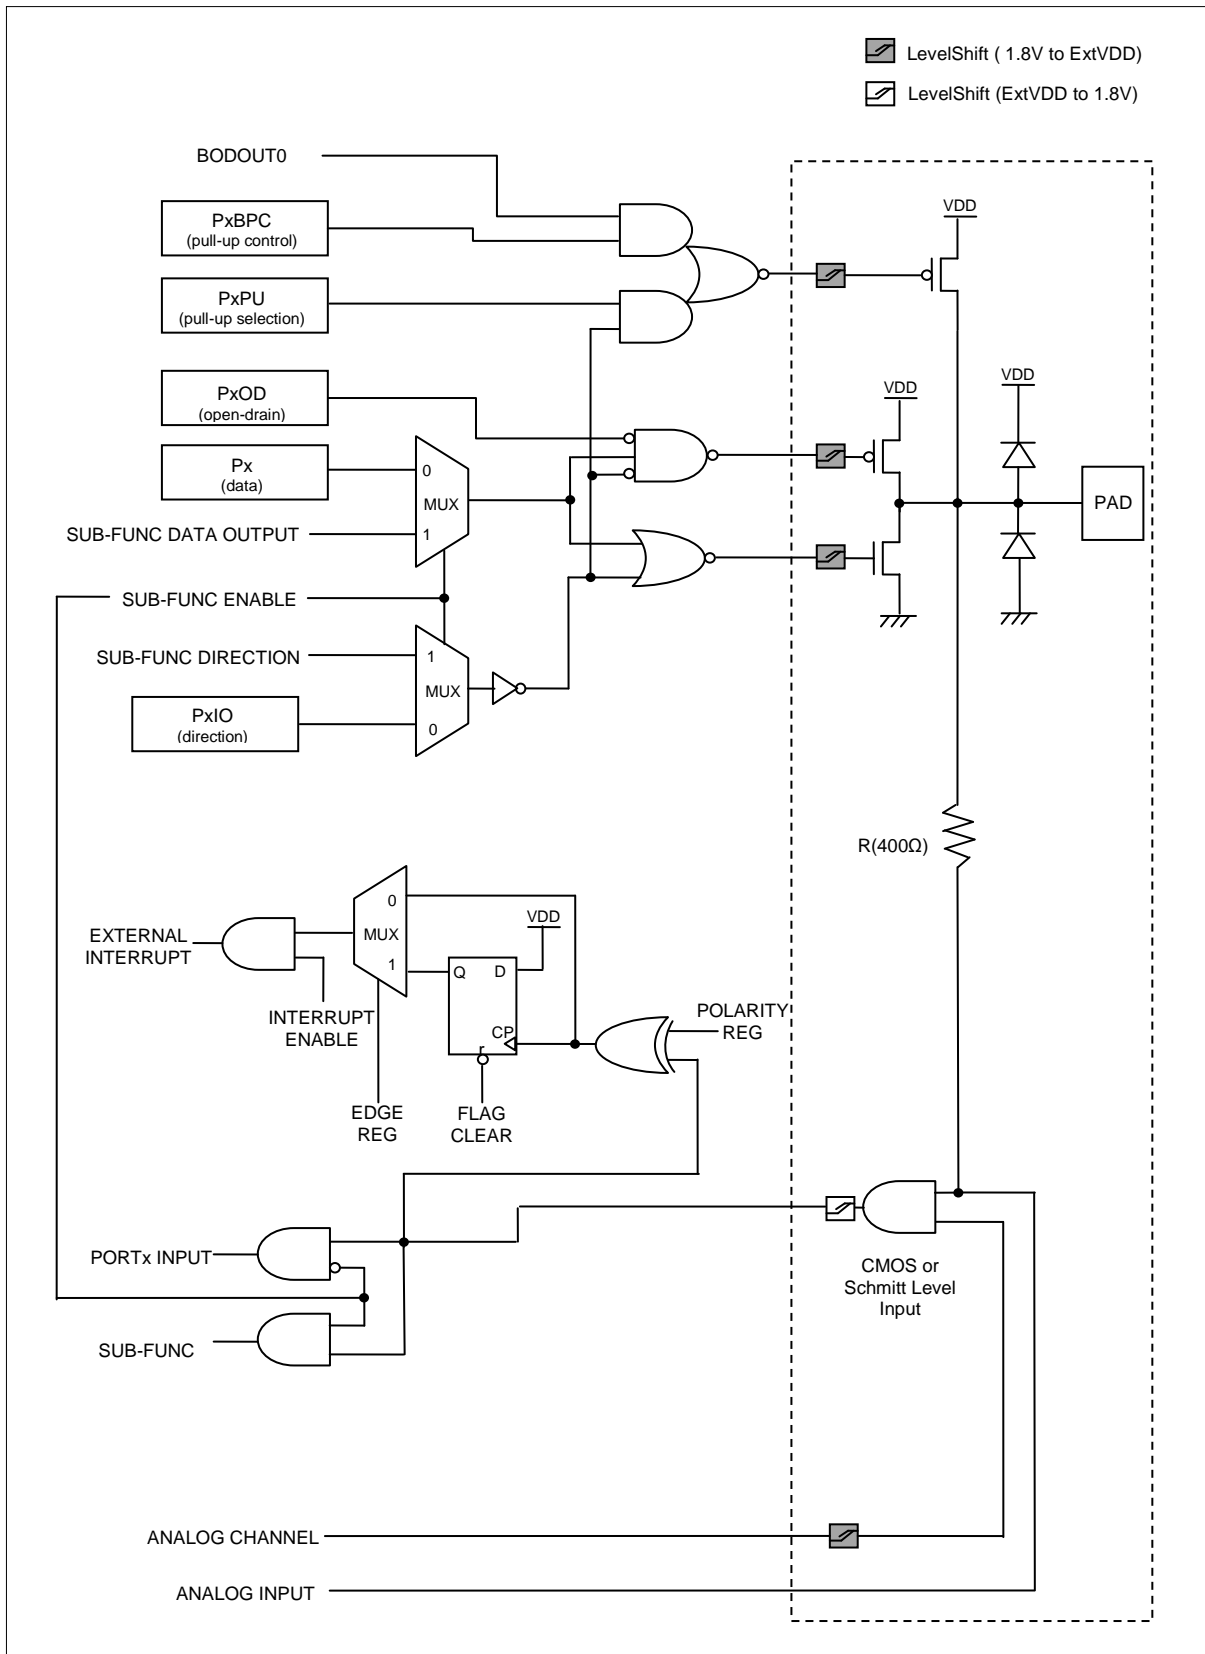 LevelShift ( 1.8V to ExtVDD)
LevelShift (ExtVDD to 1.8V)
BODOUT0
PxBPC
(pull-up control)
VDD
PxPU
(pull-up selection)
PxOD
(open-drain)
VDD
VDD
Px
(data)
0
MUX
1
PAD
SUB-FUNC DATA OUTPUT
SUB-FUNC ENABLE
SUB-FUNC DIRECTION
1
MUX
0
PxIO
(direction)
R(400Ω)
0
MUX
1
VDD
EXTERNAL
INTERRUPT
Q
D
CP
r
INTERRUPT
ENABLE
POLARITY
REG
EDGE
REG
FLAG
CLEAR
PORTx INPUT
CMOS or
Schmitt Level
Input
SUB-FUNC
ANALOG CHANNEL
ANALOG INPUT